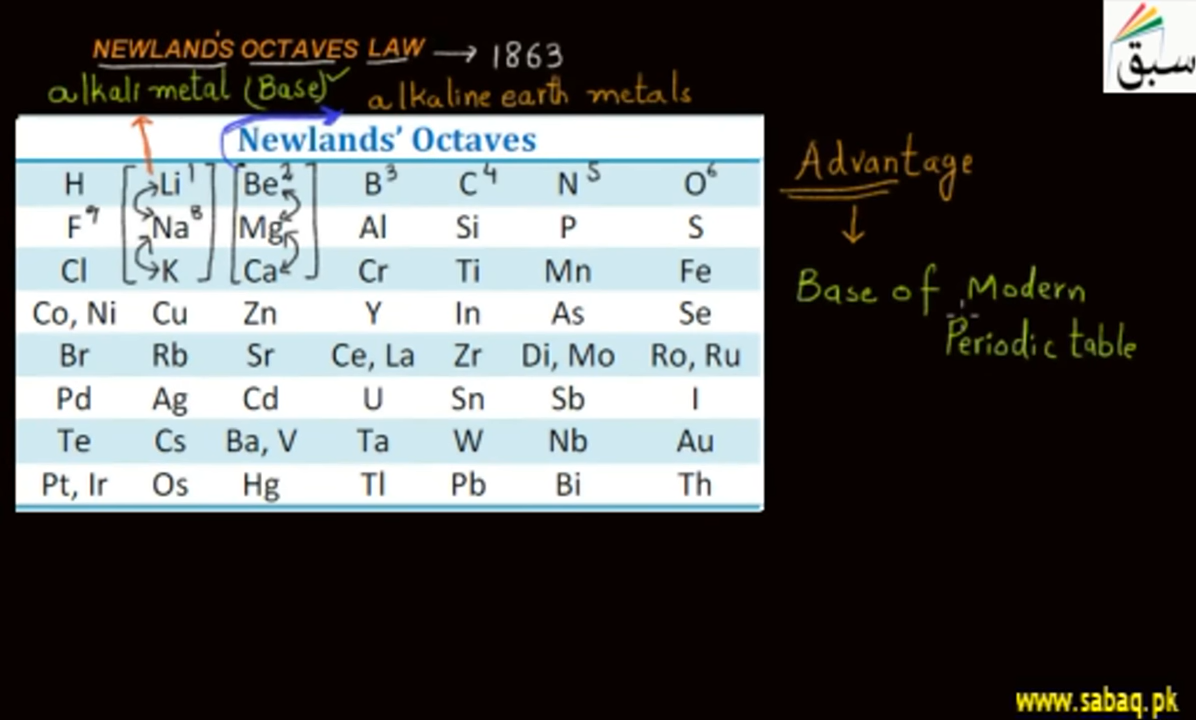 NEWLAND'S OCTAVES LAW → 1863
سبق
alkali metal (Base)✓ alkaline earth metals
Newlands' Octaves
H Li¹ Be² B³ C⁴ N⁵ O⁶
F Na⁸ Mg Al Si P S
Cl K Ca Cr Ti Mn Fe
Co, Ni Cu Zn Y In As Se
Br Rb Sr Ce, La Zr Di, Mo Ro, Ru
Pd Ag Cd U Sn Sb I
Te Cs Ba, V Ta W Nb Au
Pt, Ir Os Hg Tl Pb Bi Th
Advantage
↓
Base of Modern
Periodic table
www.sabaq.pk